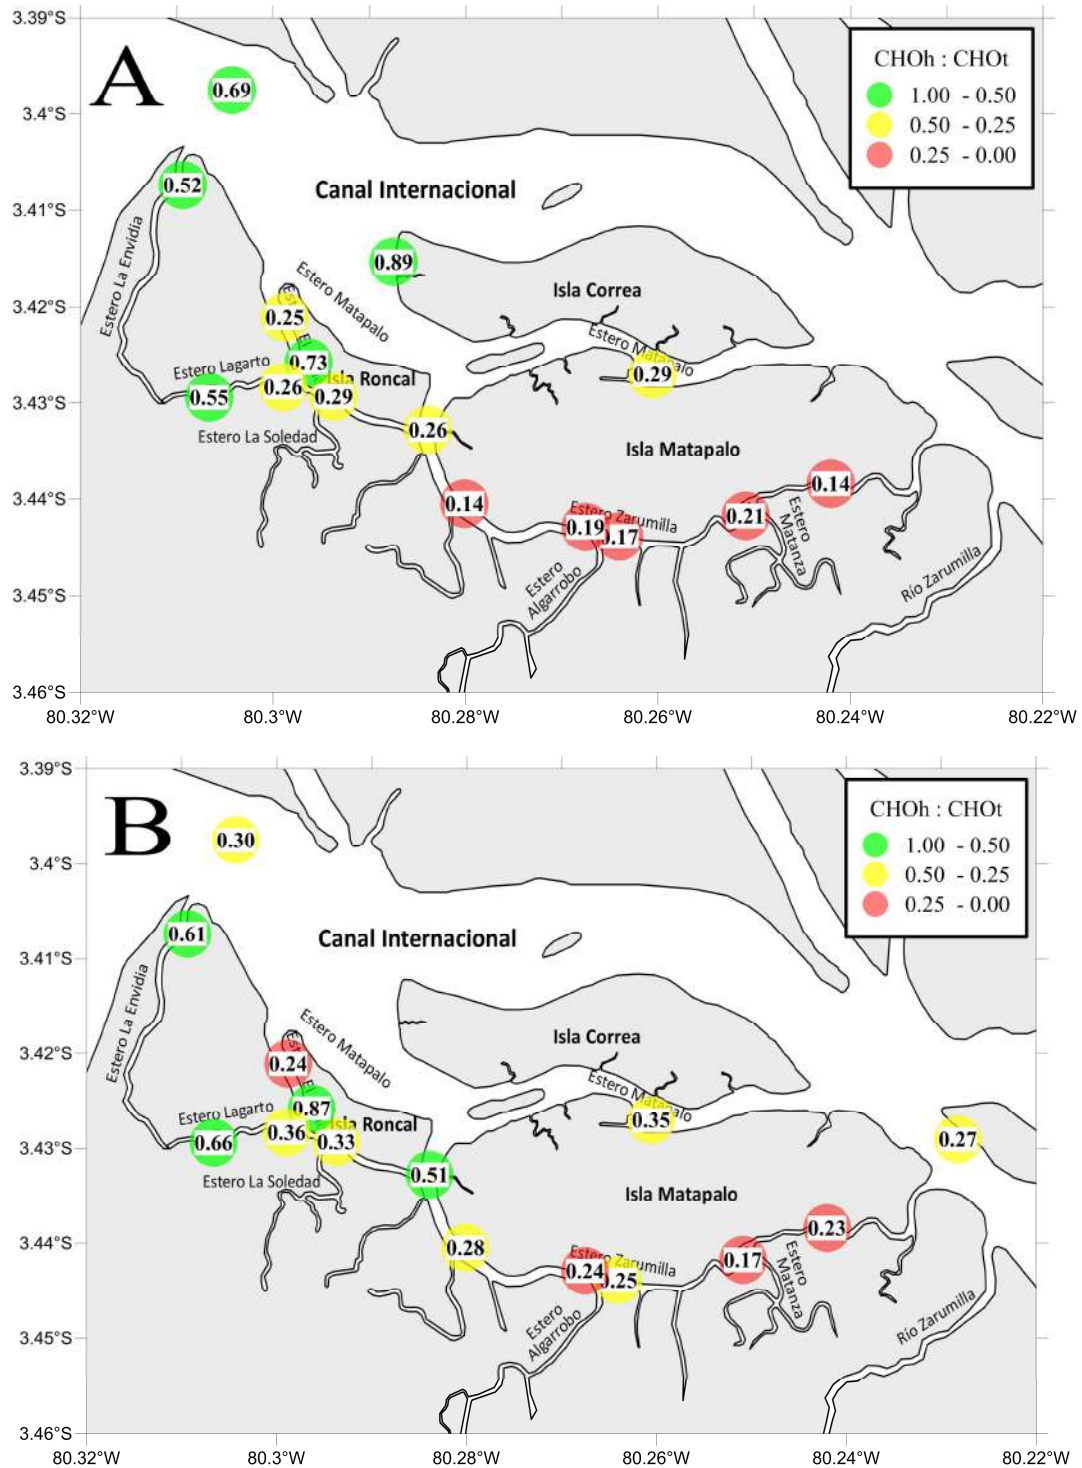 3.39°S
A
CHOh : CHOt
0.69
1.00 - 0.50
3.4°S
0.50 - 0.25
0.25 - 0.00
0.52
Canal Internacional
3.41°S
Estero La Envidia
0.89
Estero Matapalo
Isla Correa
3.42°S
0.25
Estero Matapalo
0.73
Estero Lagarto
0.29
0.26
Isla Roncal
0.55
0.29
3.43°S
0.26
Estero La Soledad
Isla Matapalo
0.14
3.44°S
0.14
Estero Zarumilla
0.21
0.19
0.17
Estero
Matanza
Estero
Algarrobo
Río Zarumilla
3.45°S
3.46°S
80.32°W
80.3°W
80.28°W
80.26°W
80.24°W
80.22°W
3.39°S
B
CHOh : CHOt
0.30
1.00 - 0.50
3.4°S
0.50 - 0.25
0.25 - 0.00
0.61
Canal Internacional
3.41°S
Estero La Envidia
Estero Matapalo
Isla Correa
3.42°S
0.24
Estero Matapalo
0.87
Estero Lagarto
0.35
0.36
Isla Roncal
0.66
0.33
0.27
3.43°S
0.51
Estero La Soledad
Isla Matapalo
0.23
3.44°S
0.28
Estero Zarumilla
0.17
0.24
0.25
Estero
Matanza
Estero
Algarrobo
Río Zarumilla
3.45°S
3.46°S
80.32°W
80.3°W
80.28°W
80.26°W
80.24°W
80.22°W